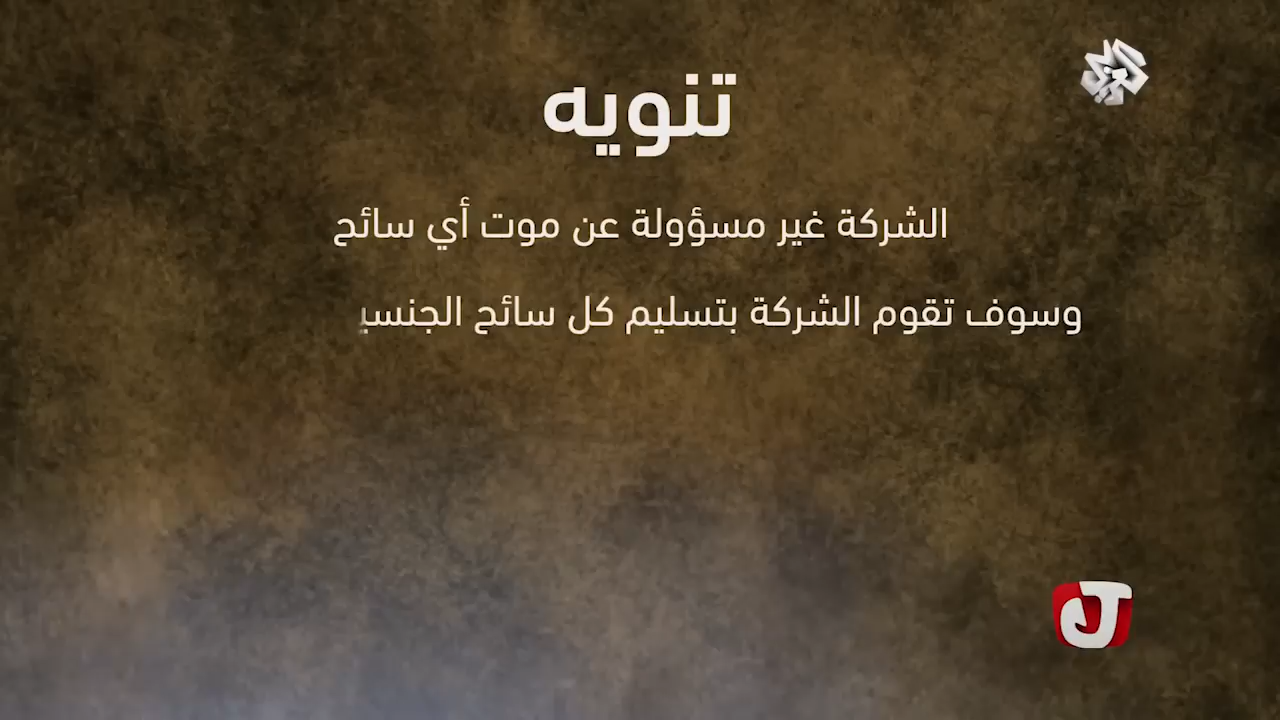 تنويه
الشركة غير مسؤولة عن موت أي سائح
وسوف تقوم الشركة بتسليم كل سائح